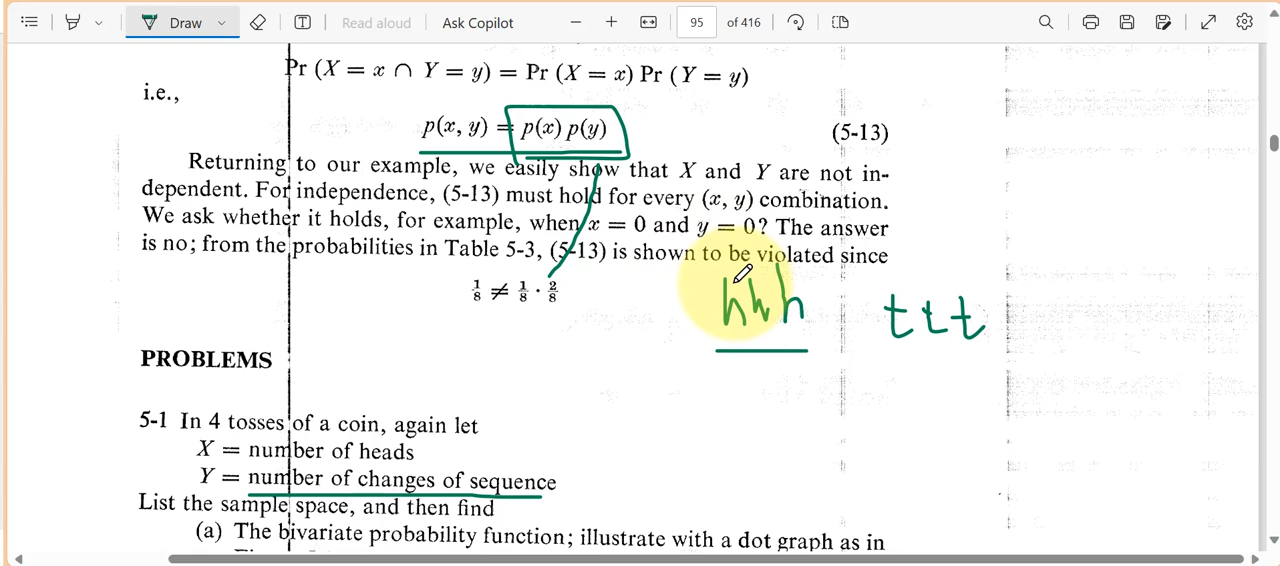 Draw
Read aloud
Ask Copilot
95
of 416
Pr (X = x ∩ Y = y) = Pr (X = x) Pr (Y = y)
i.e.,
p(x, y) = p(x) p(y) (5-13)
Returning to our example, we easily show that X and Y are not in-
dependent. For independence, (5-13) must hold for every (x, y) combination.
We ask whether it holds, for example, when x = 0 and y = 0? The answer
is no; from the probabilities in Table 5-3, (5-13) is shown to be violated since
1/8 ≠ 1/8 · 2/8
hhh ttt
PROBLEMS
5-1 In 4 tosses of a coin, again let
X = number of heads
Y = number of changes of sequence
List the sample space, and then find
(a) The bivariate probability function; illustrate with a dot graph as in